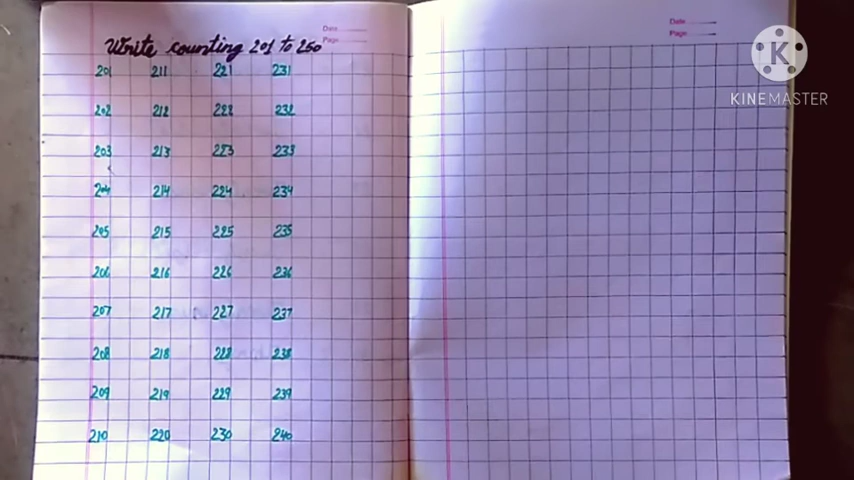 Date
Page
Write counting 201 to 250
201 211 221 231
202 212 222 232
203 213 223 233
204 214 224 234
205 215 225 235
206 216 226 236
207 217 227 237
208 218 228 238
209 219 229 239
210 220 230 240
Date
Page
K
KINEMASTER